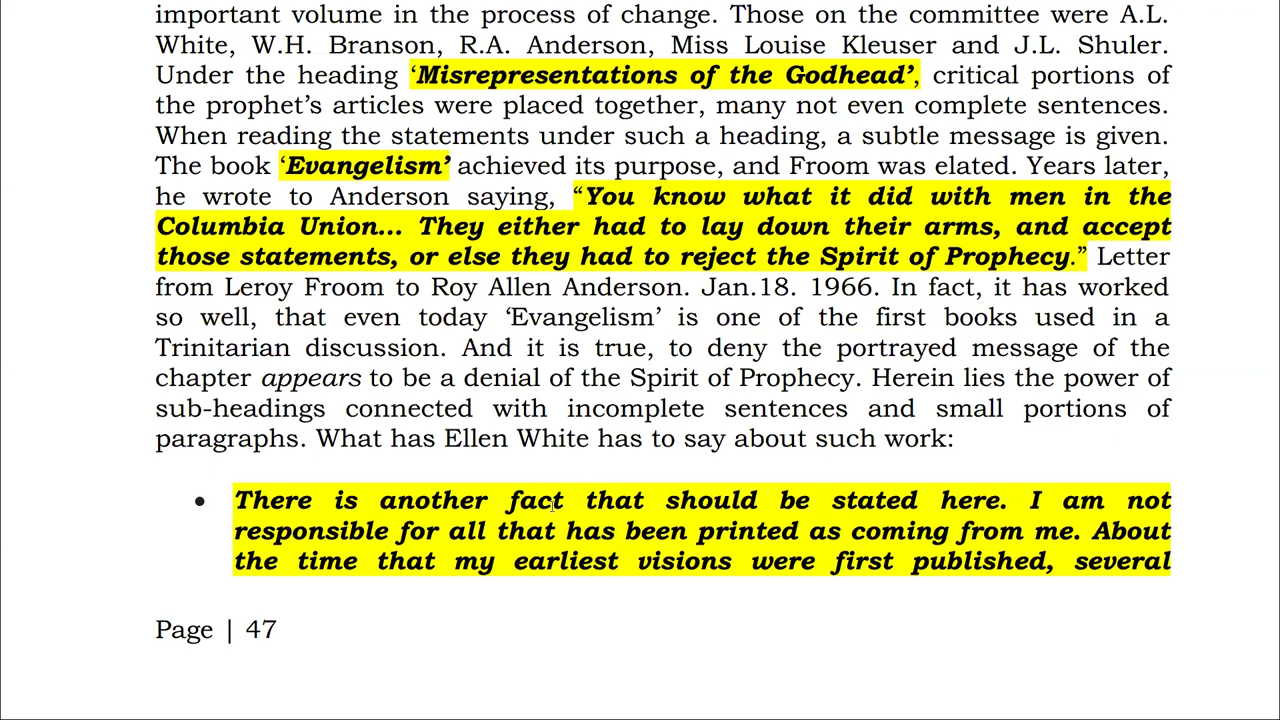 important volume in the process of change. Those on the committee were A.L.
White, W.H. Branson, R.A. Anderson, Miss Louise Kleuser and J.L. Shuler.
Under the heading ‘Misrepresentations of the Godhead’, critical portions of
the prophet’s articles were placed together, many not even complete sentences.
When reading the statements under such a heading, a subtle message is given.
The book ‘Evangelism’ achieved its purpose, and Froom was elated. Years later,
he wrote to Anderson saying, “You know what it did with men in the
Columbia Union... They either had to lay down their arms, and accept
those statements, or else they had to reject the Spirit of Prophecy.” Letter
from Leroy Froom to Roy Allen Anderson. Jan.18. 1966. In fact, it has worked
so well, that even today ‘Evangelism’ is one of the first books used in a
Trinitarian discussion. And it is true, to deny the portrayed message of the
chapter appears to be a denial of the Spirit of Prophecy. Herein lies the power of
sub-headings connected with incomplete sentences and small portions of
paragraphs. What has Ellen White has to say about such work:
• There is another fact that should be stated here. I am not
responsible for all that has been printed as coming from me. About
the time that my earliest visions were first published, several
Page | 47